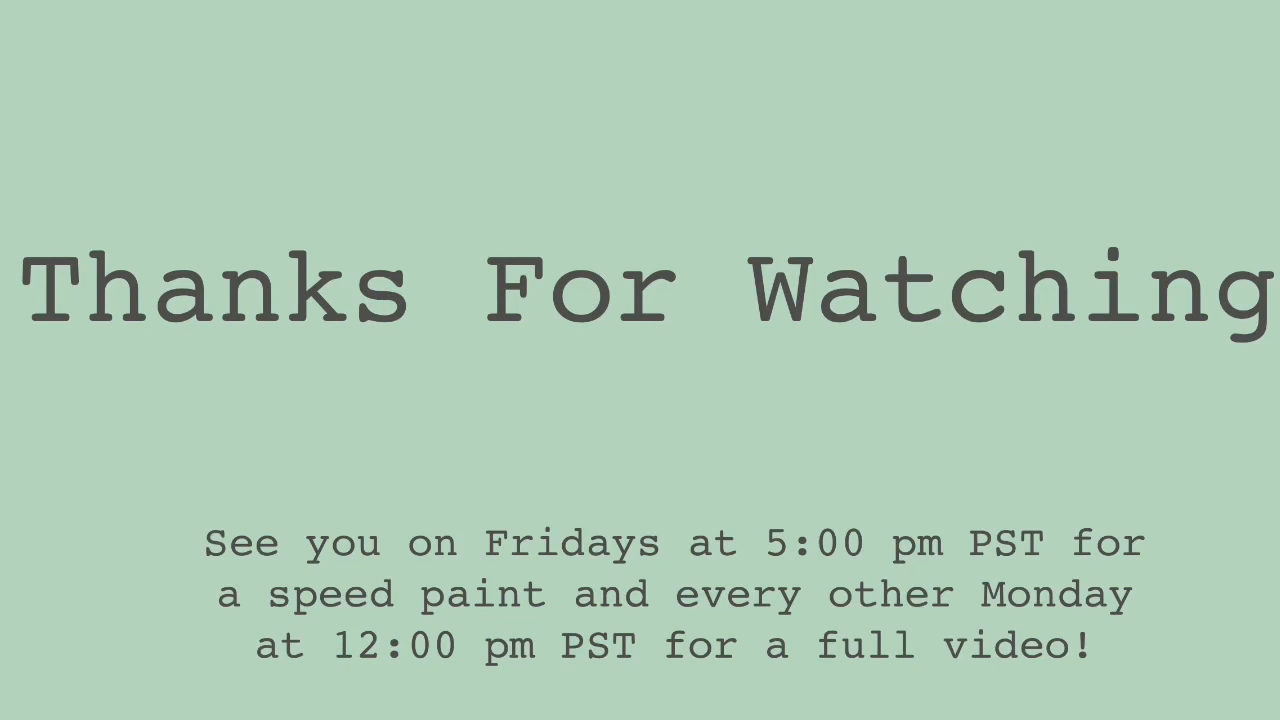 Thanks For Watching
See you on Fridays at 5:00 pm PST for
a speed paint and every other Monday
at 12:00 pm PST for a full video!